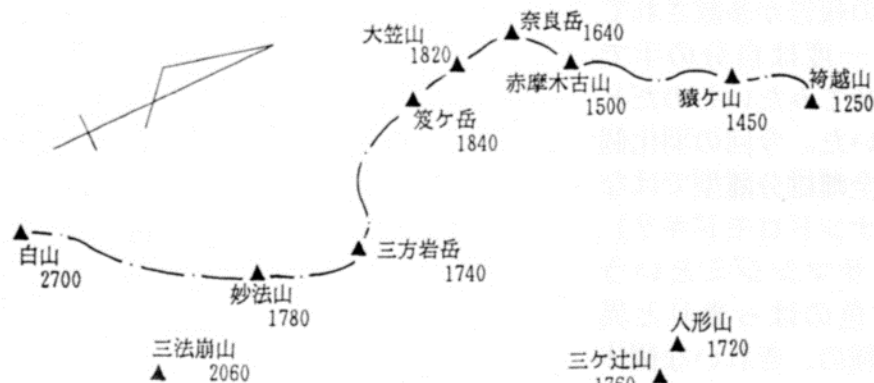 奈良岳
1640
大笠山
1820
赤摩木古山
1500
袴越山
1250
猿ケ山
1450
笈ケ岳
1840
三方岩岳
1740
白山
2700
妙法山
1780
人形山
1720
三法崩山
2060
三ケ辻山
1760